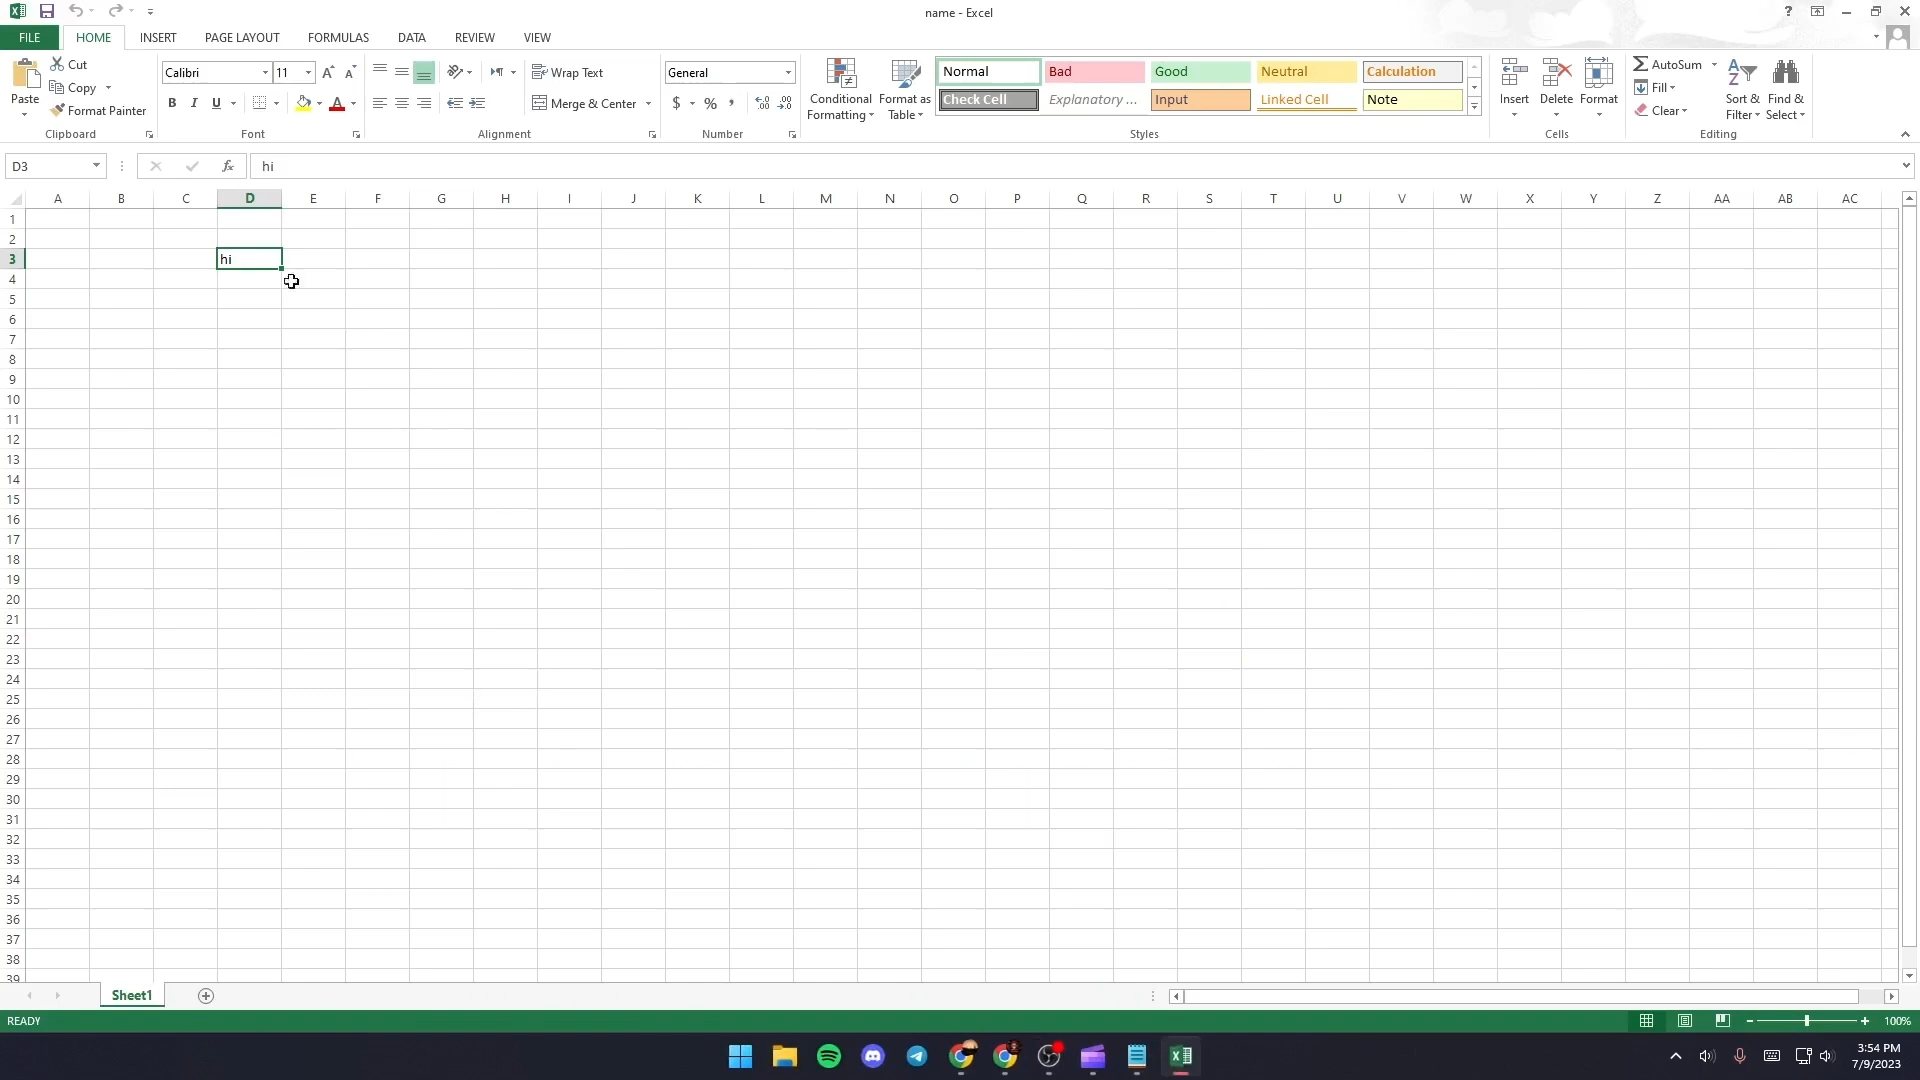 name - Excel
?
FILE HOME INSERT PAGE LAYOUT FORMULAS DATA REVIEW VIEW
Paste
Cut
Copy
Format Painter
Clipboard
Calibri 11
B I U
Font
Wrap Text
Merge & Center
Alignment
General
$ % ,
Number
Conditional Formatting
Format as Table
Normal Bad Good Neutral Calculation
Check Cell Explanatory ... Input Linked Cell Note
Styles
Insert Delete Format
Cells
AutoSum
Fill
Clear
Sort & Filter
Find & Select
Editing
D3 fx hi
A B C D E F G H I J K L M N O P Q R S T U V W X Y Z AA AB AC
1
2
3 hi
4
5
6
7
8
9
10
11
12
13
14
15
16
17
18
19
20
21
22
23
24
25
26
27
28
29
30
31
32
33
34
35
36
37
38
39
Sheet1
READY 100%
3:54 PM
7/9/2023